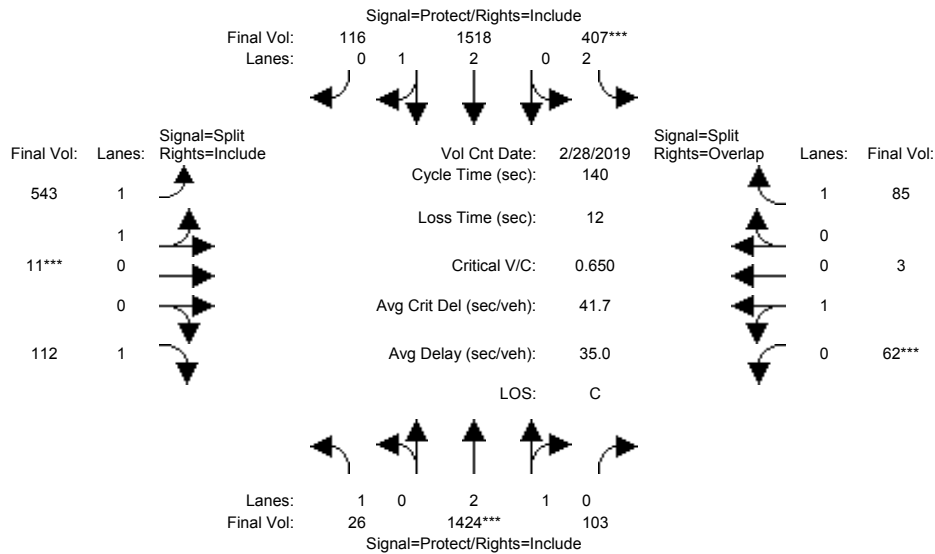 Signal=Protect/Rights=Include
Final Vol: 116 1518 407***
Lanes: 0 1 2 0 2
Signal=Split Signal=Split
Final Vol: Lanes: Rights=Include Vol Cnt Date: 2/28/2019 Rights=Overlap Lanes: Final Vol:
Cycle Time (sec): 140
543 1 1 85
Loss Time (sec): 12
1 0
11*** 0 Critical V/C: 0.650 0 3
0 Avg Crit Del (sec/veh): 41.7 1
112 1 Avg Delay (sec/veh): 35.0 0 62***
LOS: C
Lanes: 1 0 2 1 0
Final Vol: 26 1424*** 103
Signal=Protect/Rights=Include